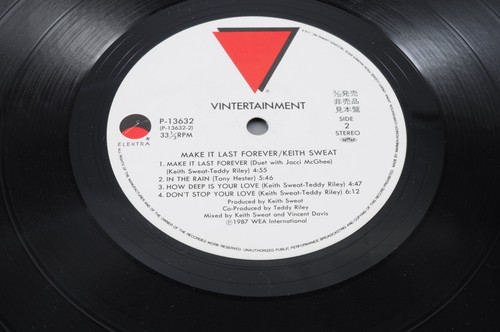 VINTERTAINMENT
P-13632
(P-13632-2)
33⅓RPM
ELEKTRA
発売
非売品
見本盤
SIDE
2
STEREO
MAKE IT LAST FOREVER/KEITH SWEAT
1. MAKE IT LAST FOREVER (Duet with Jacci McGhee)
(Keith Sweat-Teddy Riley) 4:55
2. IN THE RAIN (Tony Hester) 5:46
3. HOW DEEP IS YOUR LOVE (Keith Sweat-Teddy Riley) 4:47
4. DON'T STOP YOUR LOVE (Keith Sweat-Teddy Riley) 6:12
Produced by Keith Sweat
Co-Produced by Teddy Riley
Mixed by Keith Sweat and Vincent Davis
Ⓟ1987 WEA International